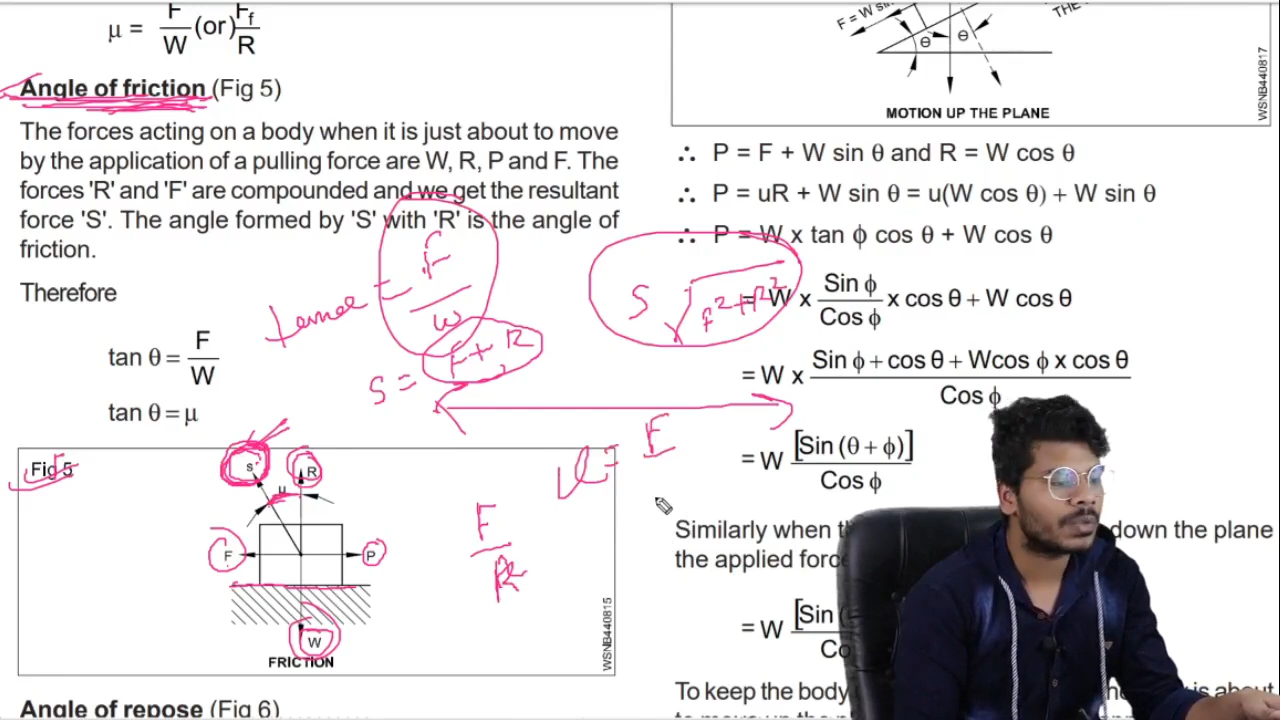 μ = F/W (or) Ff/R
Angle of friction (Fig 5)
The forces acting on a body when it is just about to move
by the application of a pulling force are W, R, P and F. The
forces 'R' and 'F' are compounded and we get the resultant
force 'S'. The angle formed by 'S' with 'R' is the angle of
friction.
Therefore
tan θ = F/W
tan θ = μ
F/W
S = F + R
S √F²+R²
F
F/R
Fig 5
S
R
μ
F
P
W
FRICTION
WSNB440815
Angle of repose (Fig 6)
F = W sin
θ
θ
THE
MOTION UP THE PLANE
WSNB440817
∴ P = F + W sin θ and R = W cos θ
∴ P = uR + W sin θ = u(W cos θ) + W sin θ
∴ P = W x tan ϕ cos θ + W cos θ
= W x Sin ϕ/Cos ϕ x cos θ + W cos θ
= W x Sin ϕ + cos θ + Wcos ϕ x cos θ/Cos ϕ
= W [Sin (θ + ϕ)]/Cos ϕ
Similarly when down the plane
the applied
= W [Sin
To keep the body is about